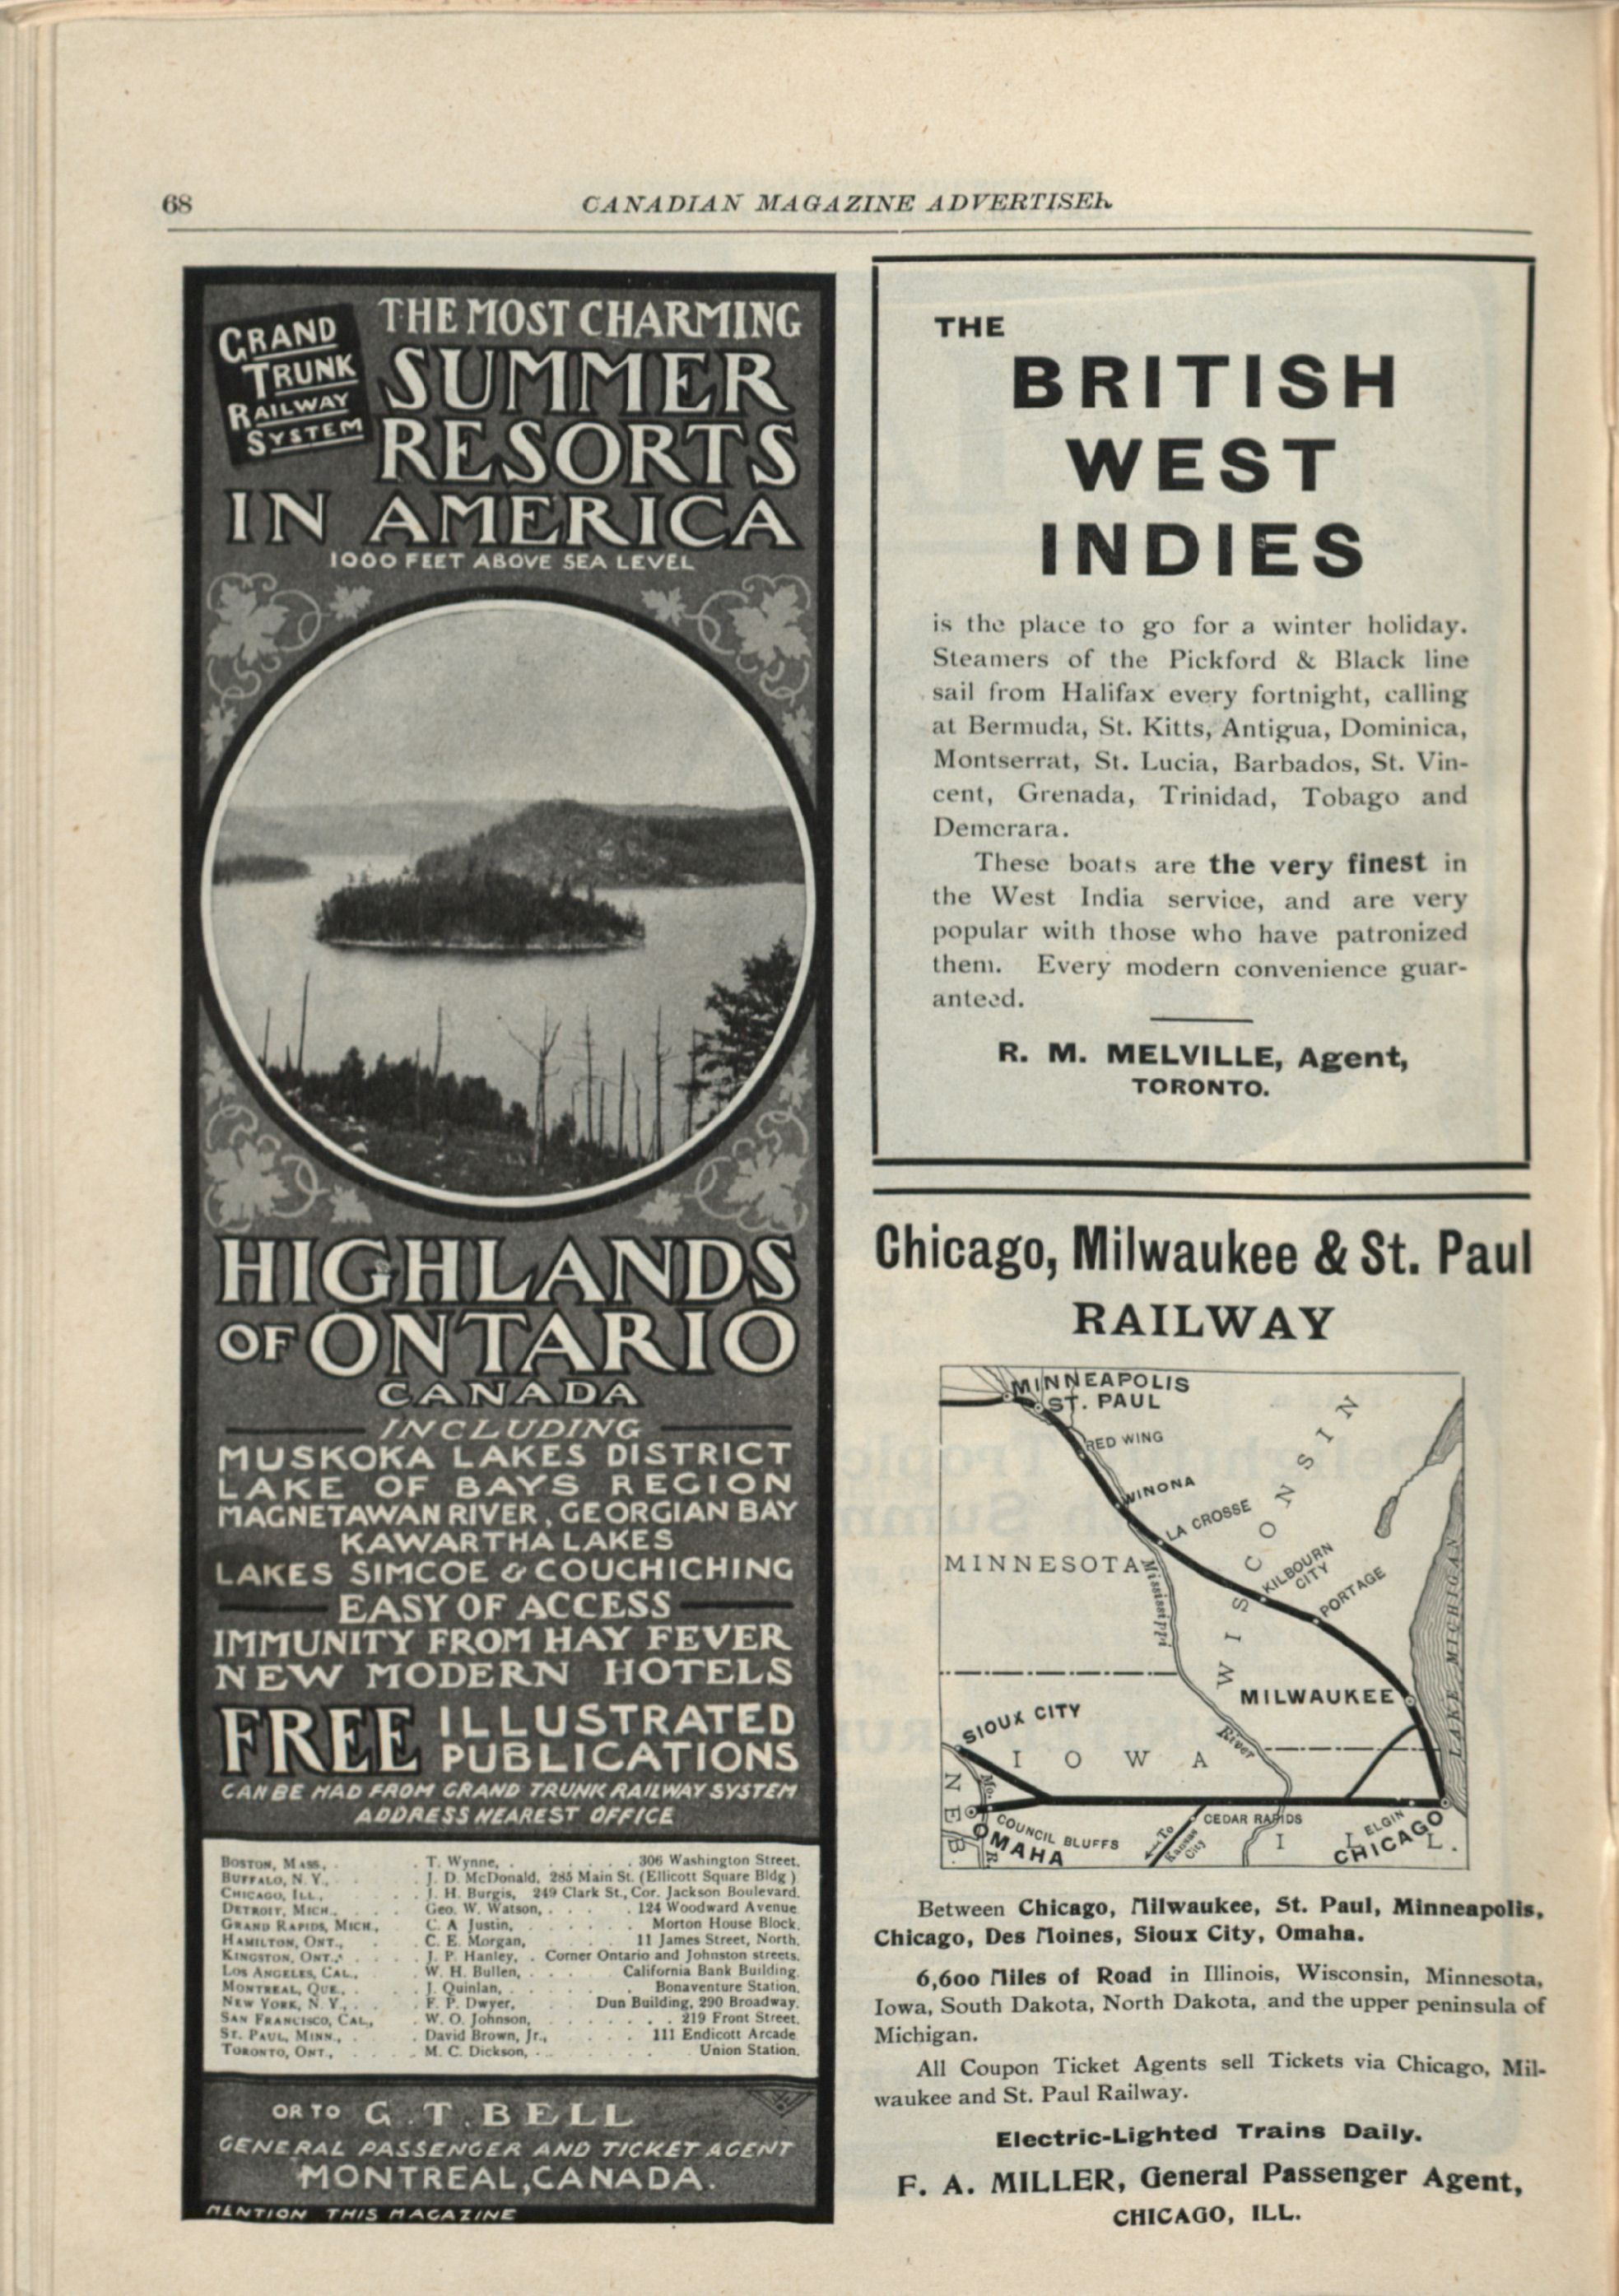 68
CANADIAN MAGAZINE ADVERTISER
GRAND
TRUNK
RAILWAY
SYSTEM
THE MOST CHARMING
SUMMER
RESORTS
IN AMERICA
1000 FEET ABOVE SEA LEVEL
HIGHLANDS
OF ONTARIO
CANADA
INCLUDING
MUSKOKA LAKES DISTRICT
LAKE OF BAYS REGION
MAGNETAWAN RIVER, GEORGIAN BAY
KAWARTHA LAKES
LAKES SIMCOE & COUCHICHING
EASY OF ACCESS
IMMUNITY FROM HAY FEVER
NEW MODERN HOTELS
FREE ILLUSTRATED
PUBLICATIONS
CAN BE HAD FROM GRAND TRUNK RAILWAY SYSTEM
ADDRESS NEAREST OFFICE
BOSTON, MASS, . . T. Wynne, . . . . . . 306 Washington Street.
BUFFALO, N. Y., . . J. D. McDonald, 285 Main St. (Ellicott Square Bldg )
CHICAGO, ILL., . . . J. H. Burgis, 249 Clark St., Cor. Jackson Boulevard.
DETROIT, MICH., . . . Geo. W. Watson, . . . . 124 Woodward Avenue
GRAND RAPIDS, MICH., C. A Justin, . . . . . . Morton House Block.
HAMILTON, ONT., . . C. E. Morgan, . . . 11 James Street, North.
KINGSTON, ONT., . . . J. P. Hanley, . Corner Ontario and Johnston streets.
LOS ANGELES, CAL., . W. H. Bullen, . . . . California Bank Building.
MONTREAL, QUE., . . J. Quinlan, . . . . . . Bonaventure Station.
NEW YORK, N. Y., . . . F. P. Dwyer, . . Dun Building, 290 Broadway.
SAN FRANCISCO, CAL., . W. O. Johnson, . . . . . . . 219 Front Street.
ST. PAUL, MINN., . . David Brown, Jr., . . . . 111 Endicott Arcade
TORONTO, ONT., . . . . M. C. Dickson, . . . . . . Union Station.
OR TO G. T. BELL
GENERAL PASSENGER AND TICKET AGENT
MONTREAL, CANADA.
MENTION THIS MAGAZINE
THE
BRITISH
WEST
INDIES
is the place to go for a winter holiday.
Steamers of the Pickford & Black line
sail from Halifax every fortnight, calling
at Bermuda, St. Kitts, Antigua, Dominica,
Montserrat, St. Lucia, Barbados, St. Vin-
cent, Grenada, Trinidad, Tobago and
Demerara.
These boats are the very finest in
the West India service, and are very
popular with those who have patronized
them. Every modern convenience guar-
anteed.
R. M. MELVILLE, Agent,
TORONTO.
Chicago, Milwaukee & St. Paul
RAILWAY
MINNEAPOLIS
ST. PAUL
RED WING
WINONA
LA CROSSE
WISCONSIN
KILBOURN
CITY
PORTAGE
MINNESOTA
Mississippi
River
LAKE MICHIGAN
MILWAUKEE
SIOUX CITY
IOWA
NEB.
Mo.
R.
COUNCIL BLUFFS
OMAHA
To
Kansas
City
CEDAR RAPIDS
ELGIN
ILL.
CHICAGO
Between Chicago, Milwaukee, St. Paul, Minneapolis,
Chicago, Des Moines, Sioux City, Omaha.
6,600 Miles of Road in Illinois, Wisconsin, Minnesota,
Iowa, South Dakota, North Dakota, and the upper peninsula of
Michigan.
All Coupon Ticket Agents sell Tickets via Chicago, Mil-
waukee and St. Paul Railway.
Electric-Lighted Trains Daily.
F. A. MILLER, General Passenger Agent,
CHICAGO, ILL.